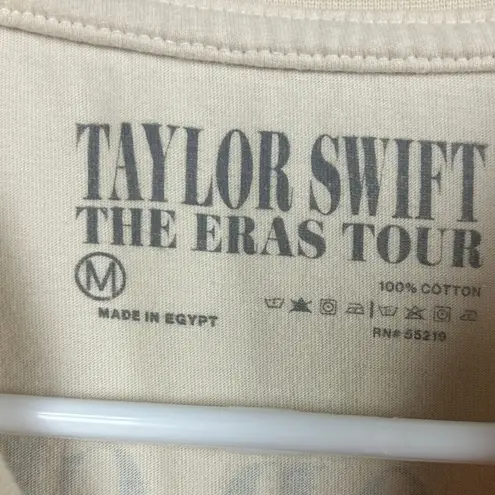 TAYLOR SWIFT
THE ERAS TOUR
M
100% COTTON
MADE IN EGYPT
RN# 55219